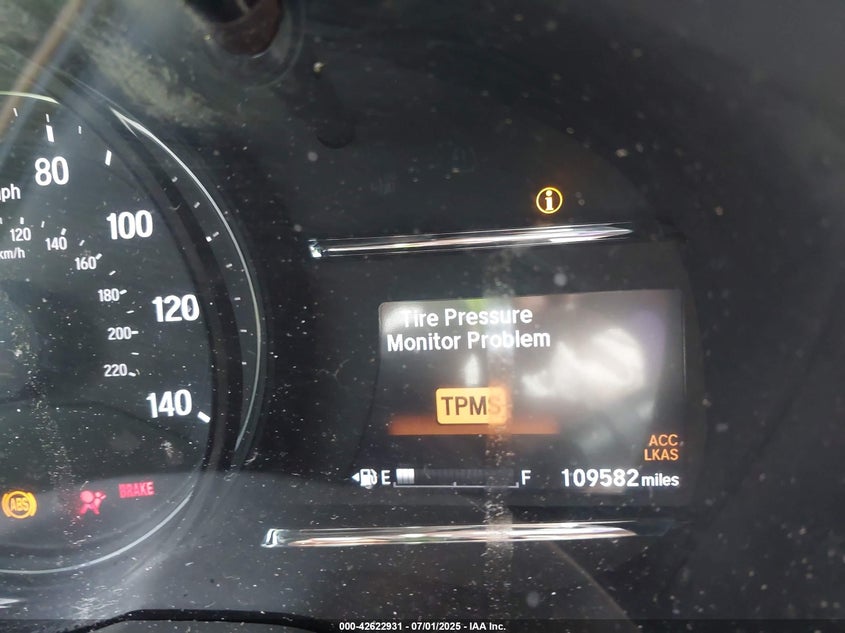 80
mph
100
120
km/h
140
160
180
120
200
220
140
Tire Pressure
Monitor Problem
TPMS
ACC
LKAS
E
F
109582 miles
ABS
BRAKE
000-42622931 - 07/01/2025 - IAA Inc.